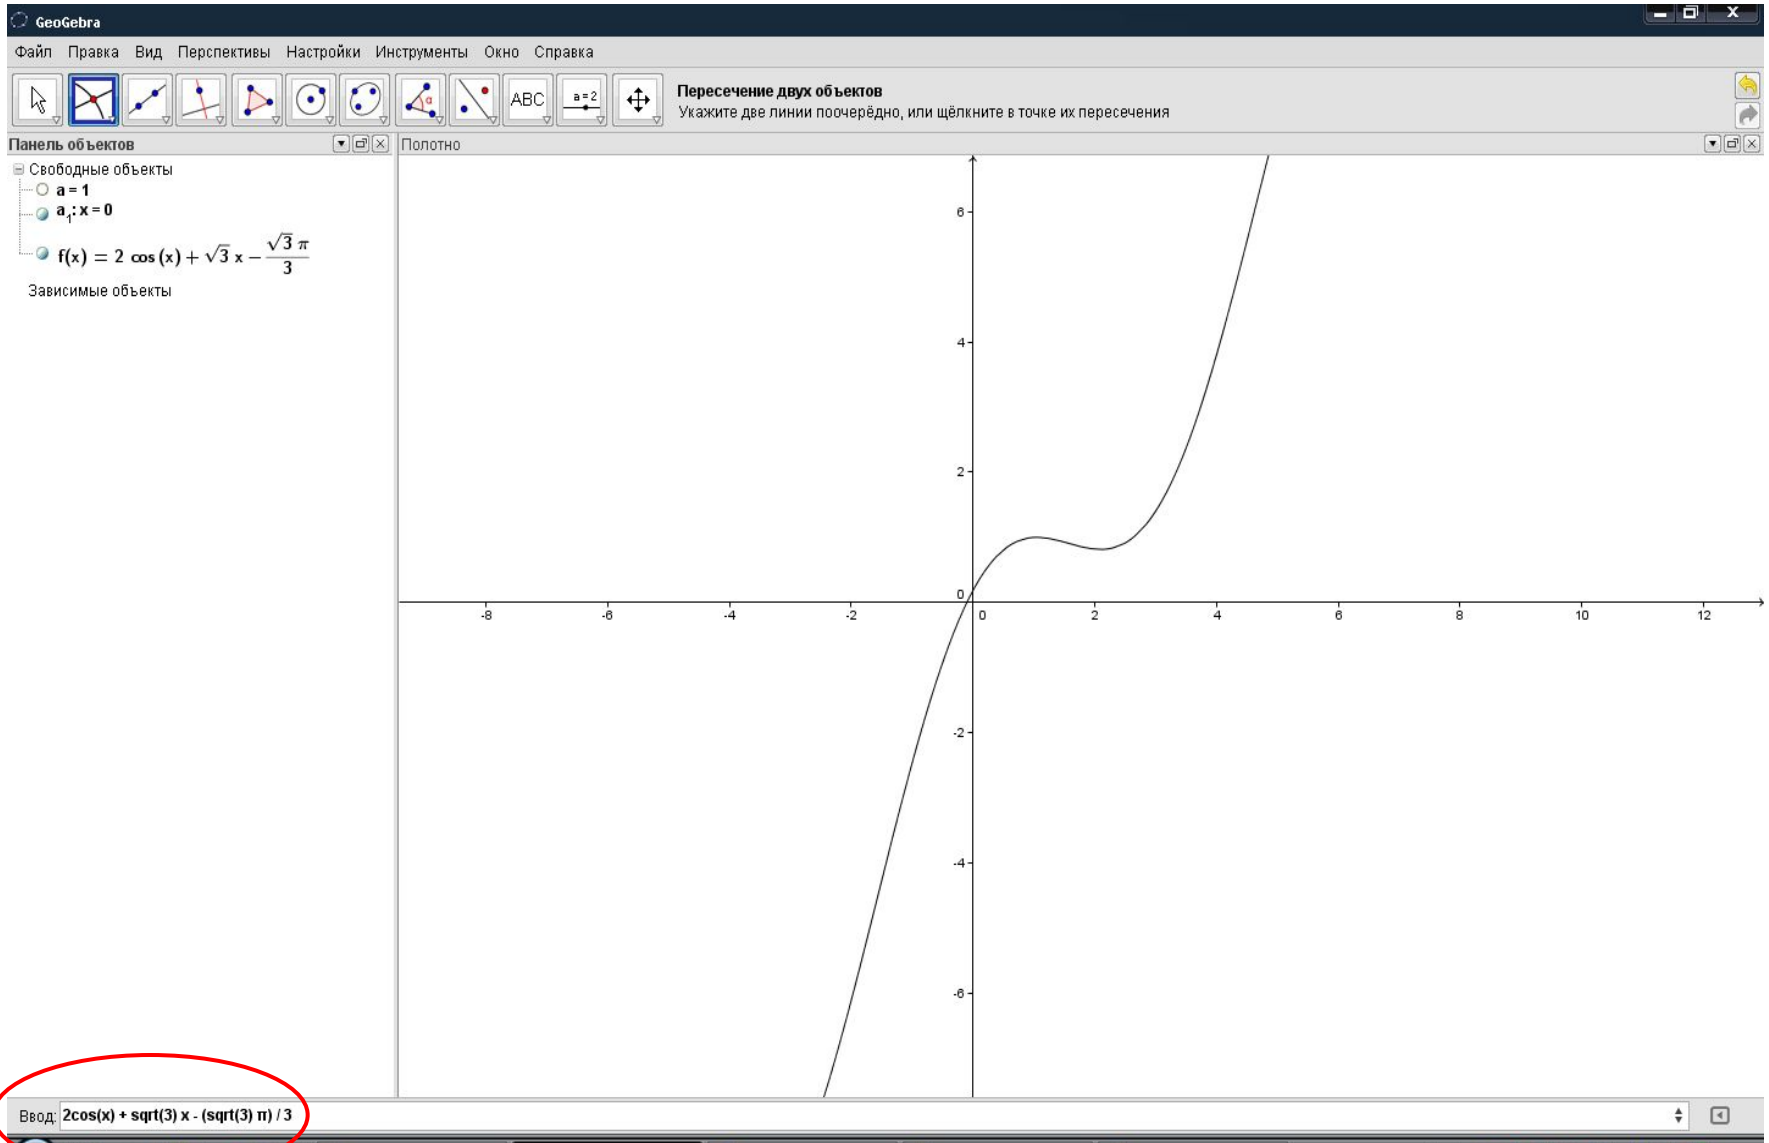 GeoGebra
Файл Правка Вид Перспективы Настройки Инструменты Окно Справка
ABC
a=2
α
Пересечение двух объектов
Укажите две линии поочерёдно, или щёлкните в точке их пересечения
Панель объектов
Полотно
Свободные объекты
a = 1
a₁: x = 0
f(x) = 2 cos (x) + √3 x − √3 π / 3
Зависимые объекты
6
4
2
0
-8 -6 -4 -2 0 2 4 6 8 10 12
-2
-4
-6
Ввод: 2cos(x) + sqrt(3) x - (sqrt(3) π) / 3